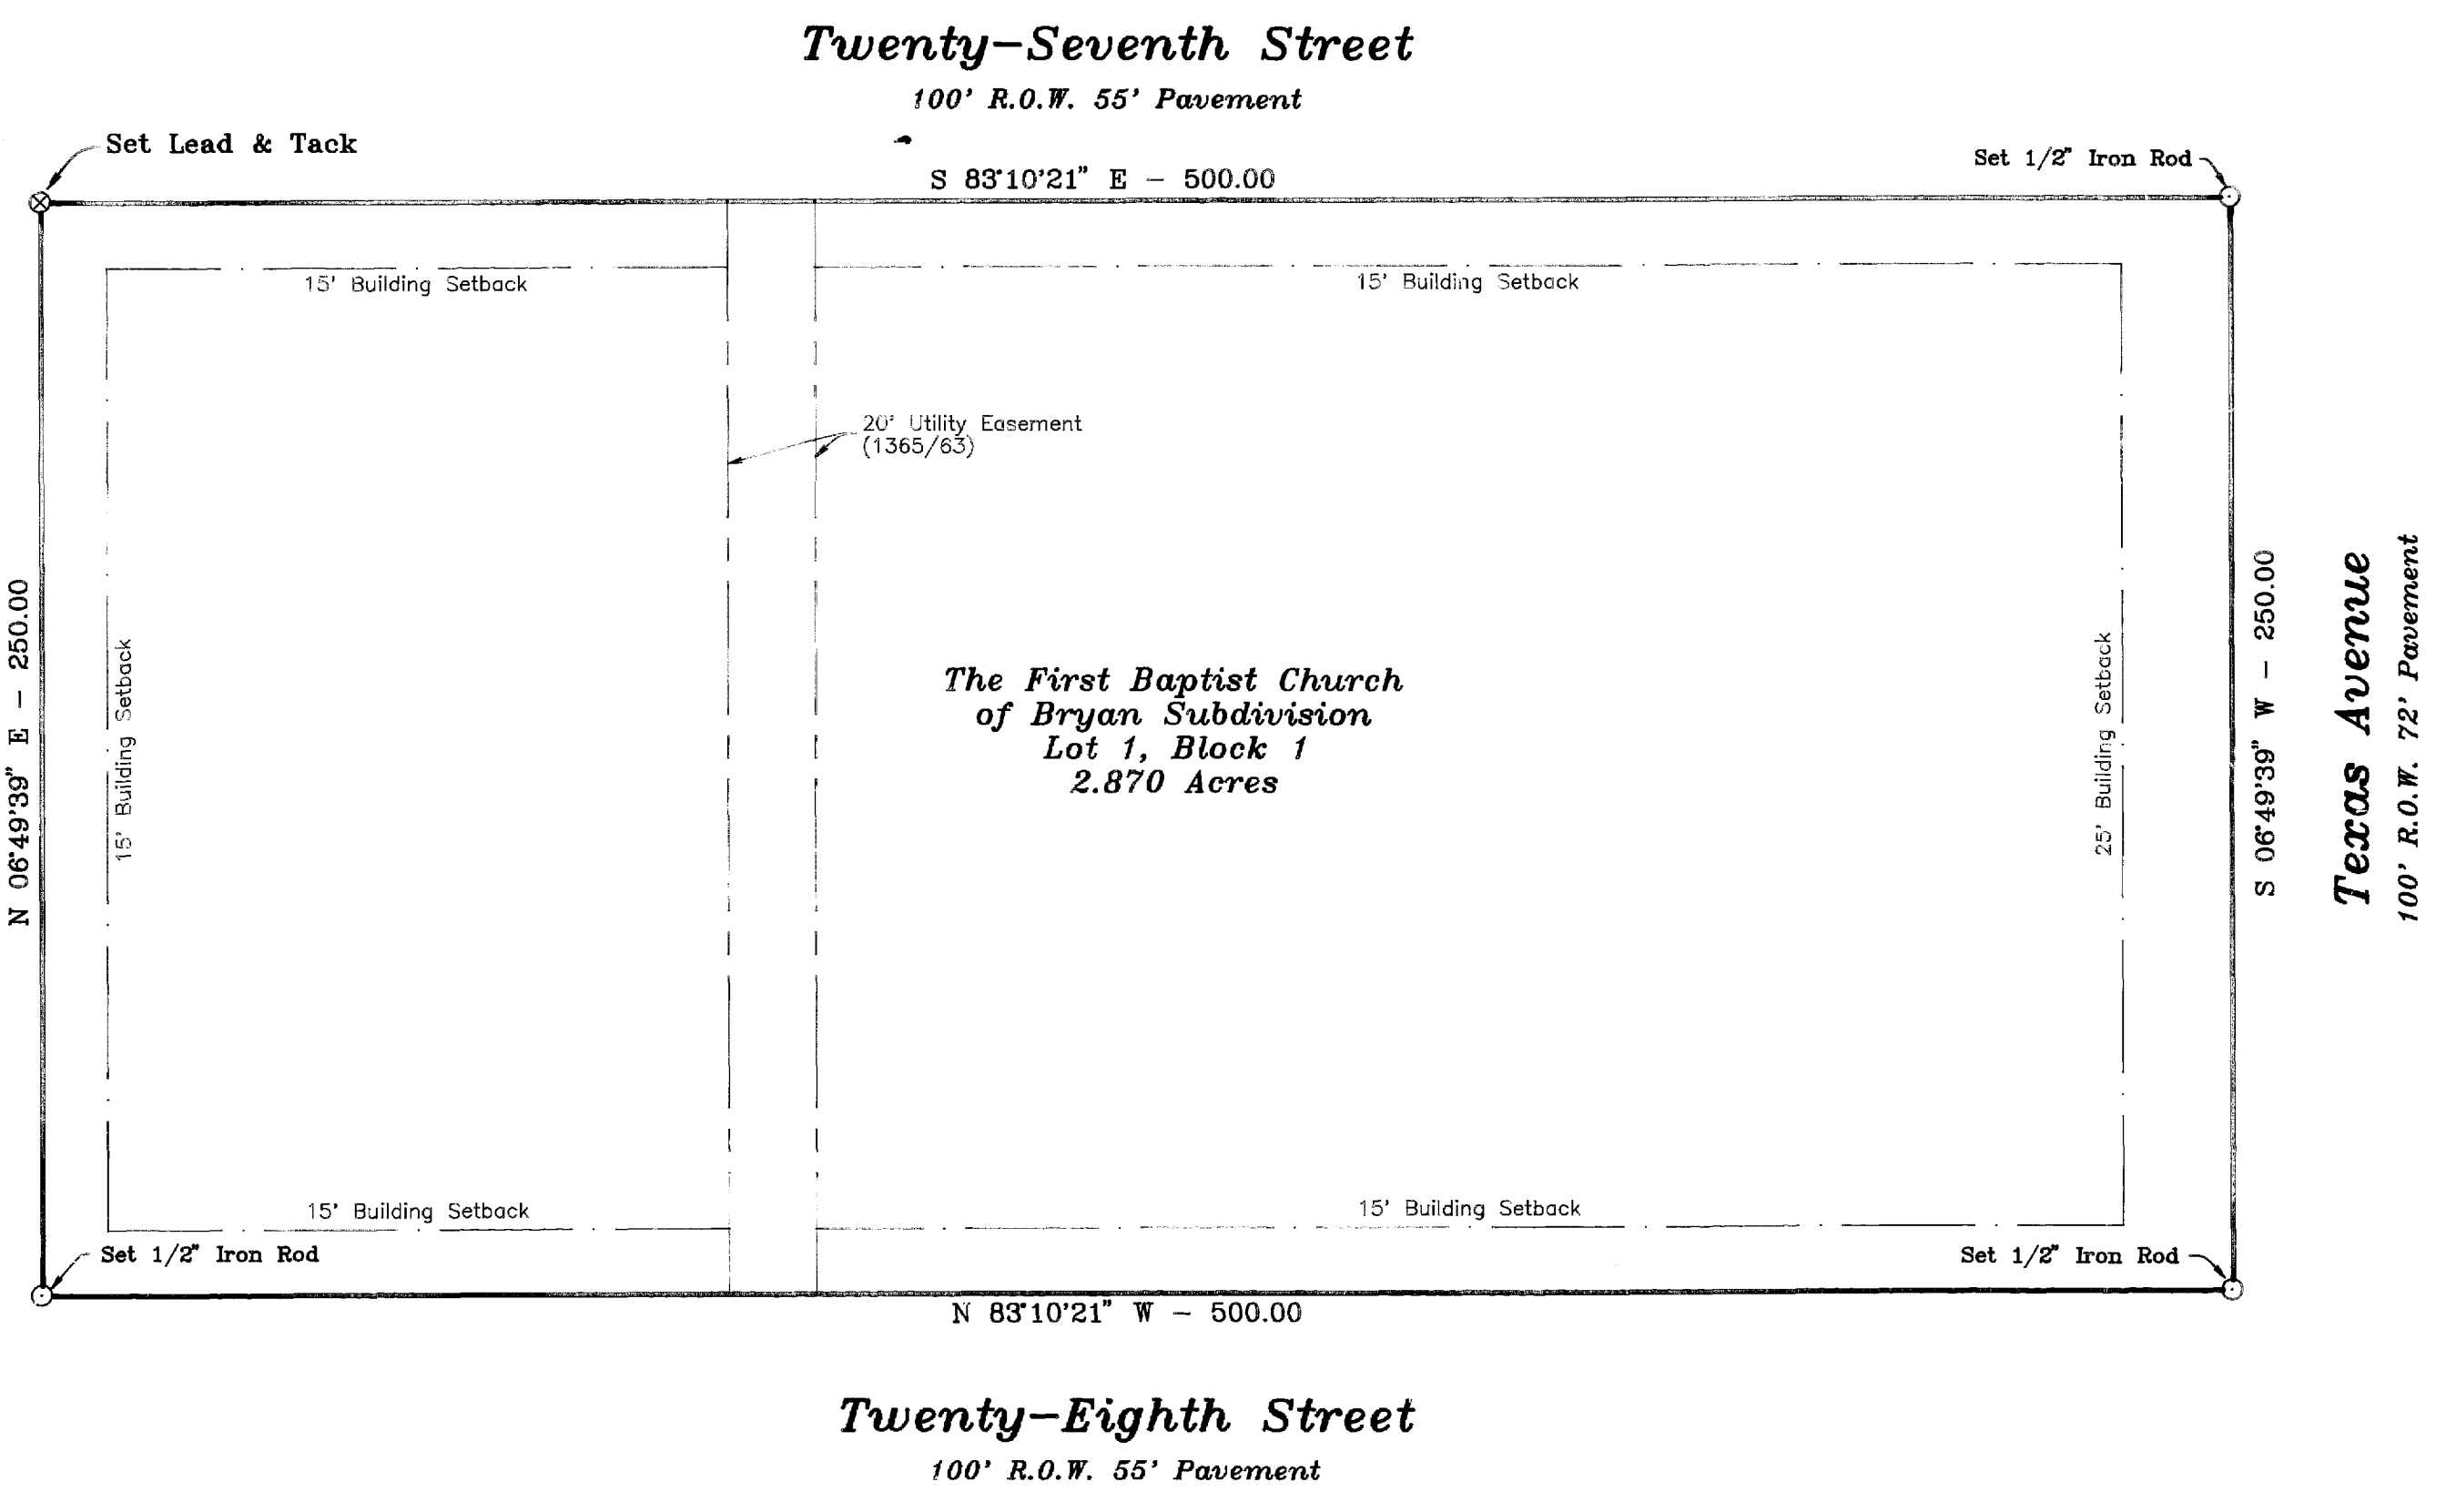 Twenty-Seventh Street
100' R.O.W. 55' Pavement
Set Lead & Tack
Set 1/2" Iron Rod
S 83°10'21" E - 500.00
15' Building Setback
15' Building Setback
20' Utility Easement
(1365/63)
N 06°49'39" E - 250.00
15' Building Setback
The First Baptist Church
of Bryan Subdivision
Lot 1, Block 1
2.870 Acres
25' Building Setback
S 06°49'39" W - 250.00
Texas Avenue
100' R.O.W. 72' Pavement
15' Building Setback
15' Building Setback
Set 1/2" Iron Rod
Set 1/2" Iron Rod
N 83°10'21" W - 500.00
Twenty-Eighth Street
100' R.O.W. 55' Pavement